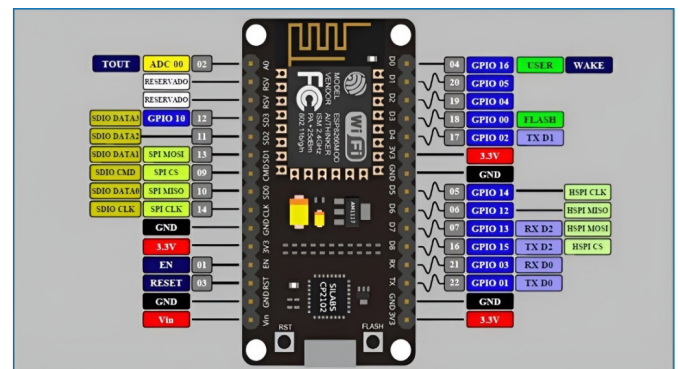 TOUT ADC 00 02 A0
RESERVADO RSV
RESERVADO RSV
SDIO DATA3 GPIO 10 12 SD3
SDIO DATA2 11 SD2
SDIO DATA1 SPI MOSI 13 SD1
SDIO CMD SPI CS 09 CMD
SDIO DATA0 SPI MISO 10 SD0
SDIO CLK SPI CLK 14 CLK
GND GND
3.3V 3V3
EN 01 EN
RESET 03 RST
GND GND
Vin Vin
MODEL ESP8266MOD
VENDOR AI/THINKER
ISM 2.4GHz
PA +25dBm
802.11b/g/n
FC
Wi Fi
AMS1117
SILABS
CP2102
RST
FLASH
D0 04 GPIO 16 USER WAKE
D1 20 GPIO 05
D2 19 GPIO 04
D3 18 GPIO 00 FLASH
D4 17 GPIO 02 TX D1
3V3 3.3V
GND GND
D5 05 GPIO 14 HSPI CLK
D6 06 GPIO 12 HSPI MISO
D7 07 GPIO 13 RX D2 HSPI MOSI
D8 16 GPIO 15 TX D2 HSPI CS
RX 21 GPIO 03 RX D0
TX 22 GPIO 01 TX D0
GND GND
3V3 3.3V